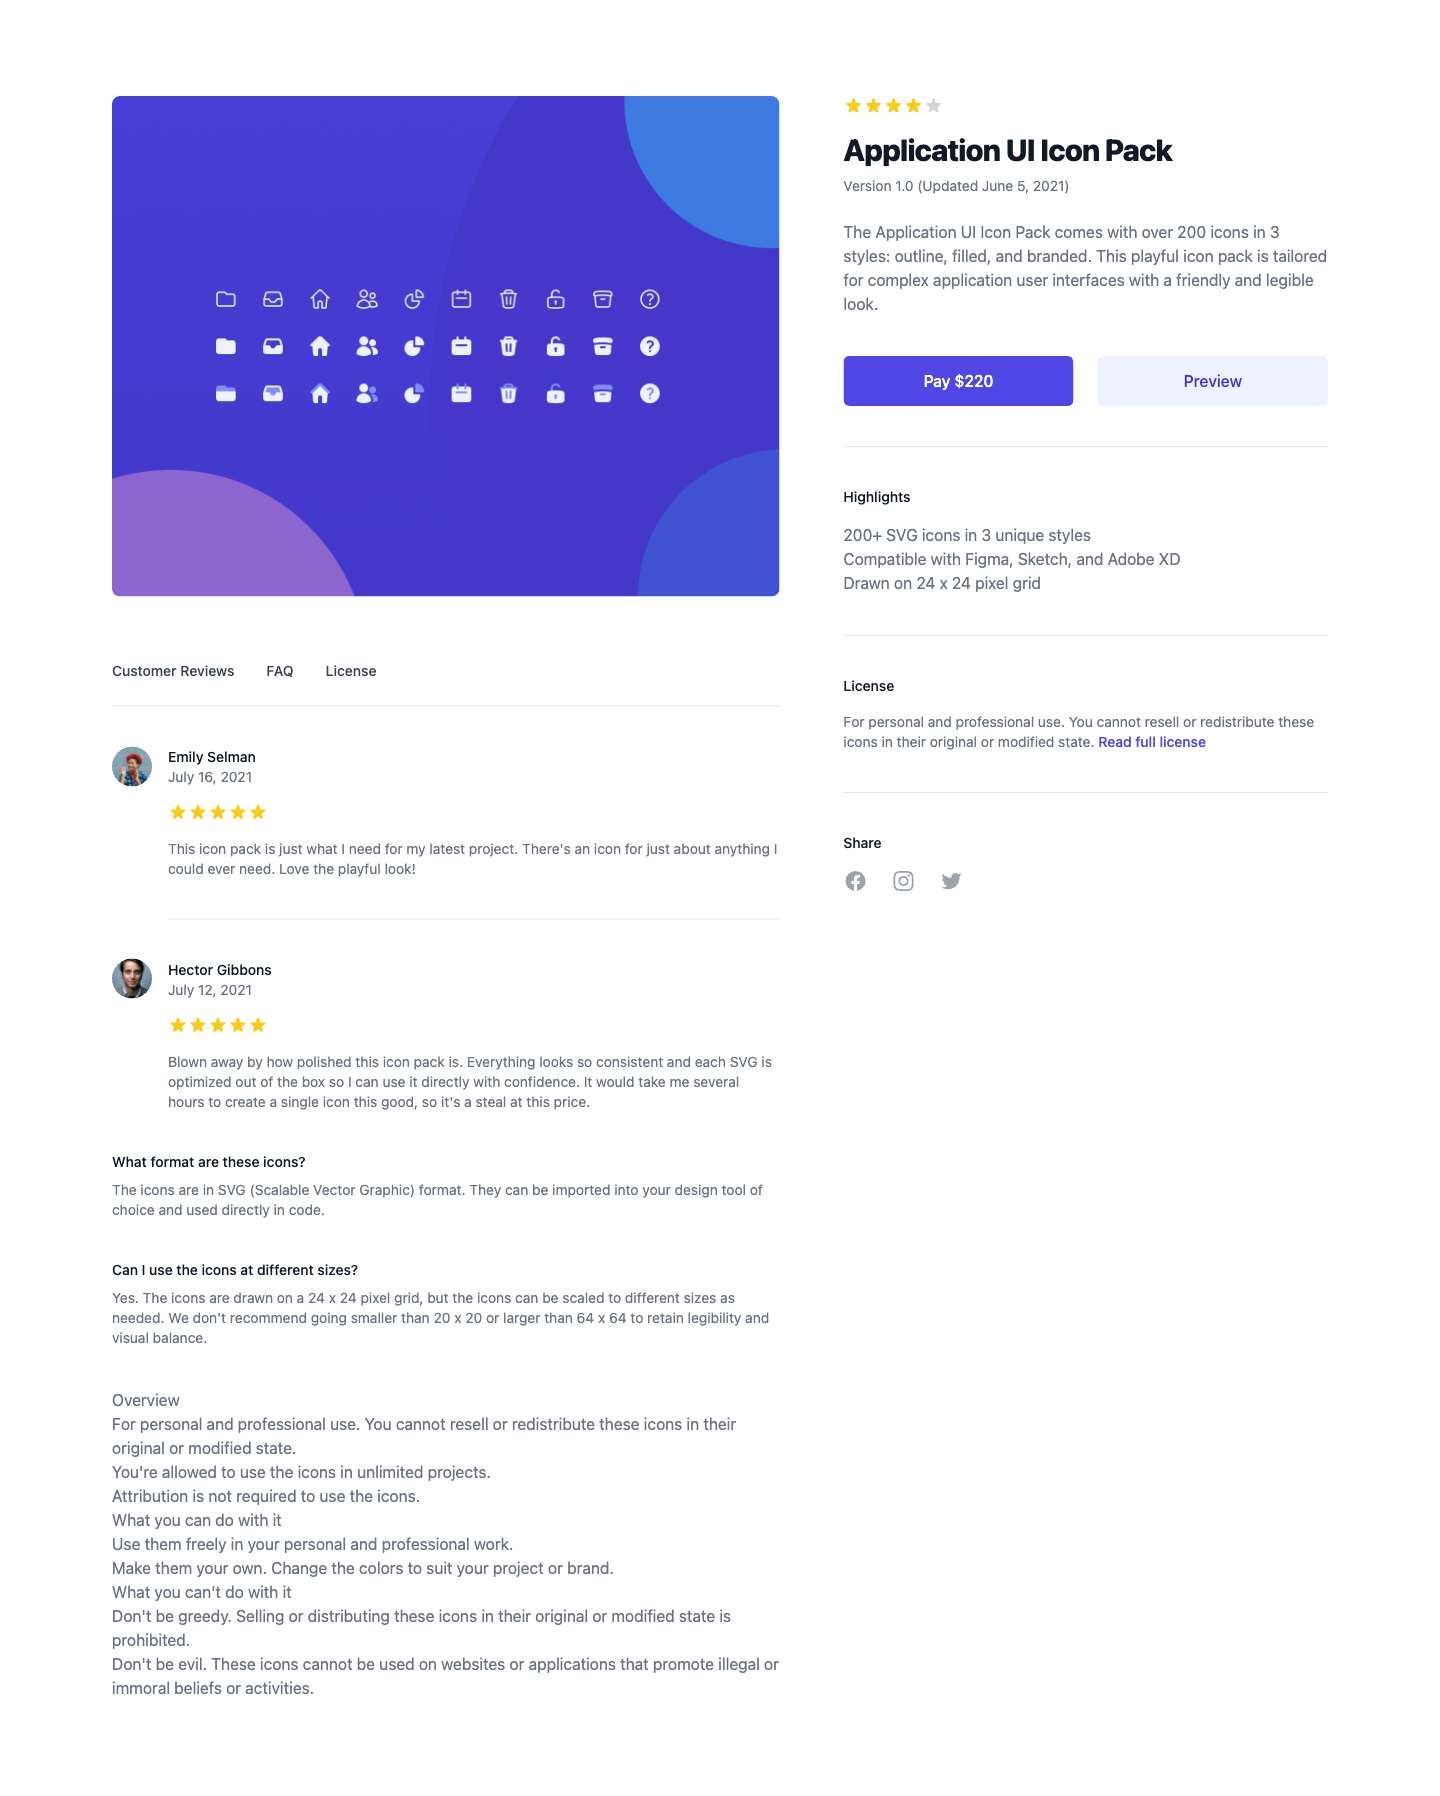 Application UI Icon Pack
Version 1.0 (Updated June 5, 2021)
The Application UI Icon Pack comes with over 200 icons in 3
styles: outline, filled, and branded. This playful icon pack is tailored
for complex application user interfaces with a friendly and legible
look.
Pay $220
Preview
Highlights
200+ SVG icons in 3 unique styles
Compatible with Figma, Sketch, and Adobe XD
Drawn on 24 x 24 pixel grid
License
For personal and professional use. You cannot resell or redistribute these
icons in their original or modified state. Read full license
Share
Customer Reviews
FAQ
License
Emily Selman
July 16, 2021
This icon pack is just what I need for my latest project. There's an icon for just about anything I
could ever need. Love the playful look!
Hector Gibbons
July 12, 2021
Blown away by how polished this icon pack is. Everything looks so consistent and each SVG is
optimized out of the box so I can use it directly with confidence. It would take me several
hours to create a single icon this good, so it's a steal at this price.
What format are these icons?
The icons are in SVG (Scalable Vector Graphic) format. They can be imported into your design tool of
choice and used directly in code.
Can I use the icons at different sizes?
Yes. The icons are drawn on a 24 x 24 pixel grid, but the icons can be scaled to different sizes as
needed. We don't recommend going smaller than 20 x 20 or larger than 64 x 64 to retain legibility and
visual balance.
Overview
For personal and professional use. You cannot resell or redistribute these icons in their
original or modified state.
You're allowed to use the icons in unlimited projects.
Attribution is not required to use the icons.
What you can do with it
Use them freely in your personal and professional work.
Make them your own. Change the colors to suit your project or brand.
What you can't do with it
Don't be greedy. Selling or distributing these icons in their original or modified state is
prohibited.
Don't be evil. These icons cannot be used on websites or applications that promote illegal or
immoral beliefs or activities.